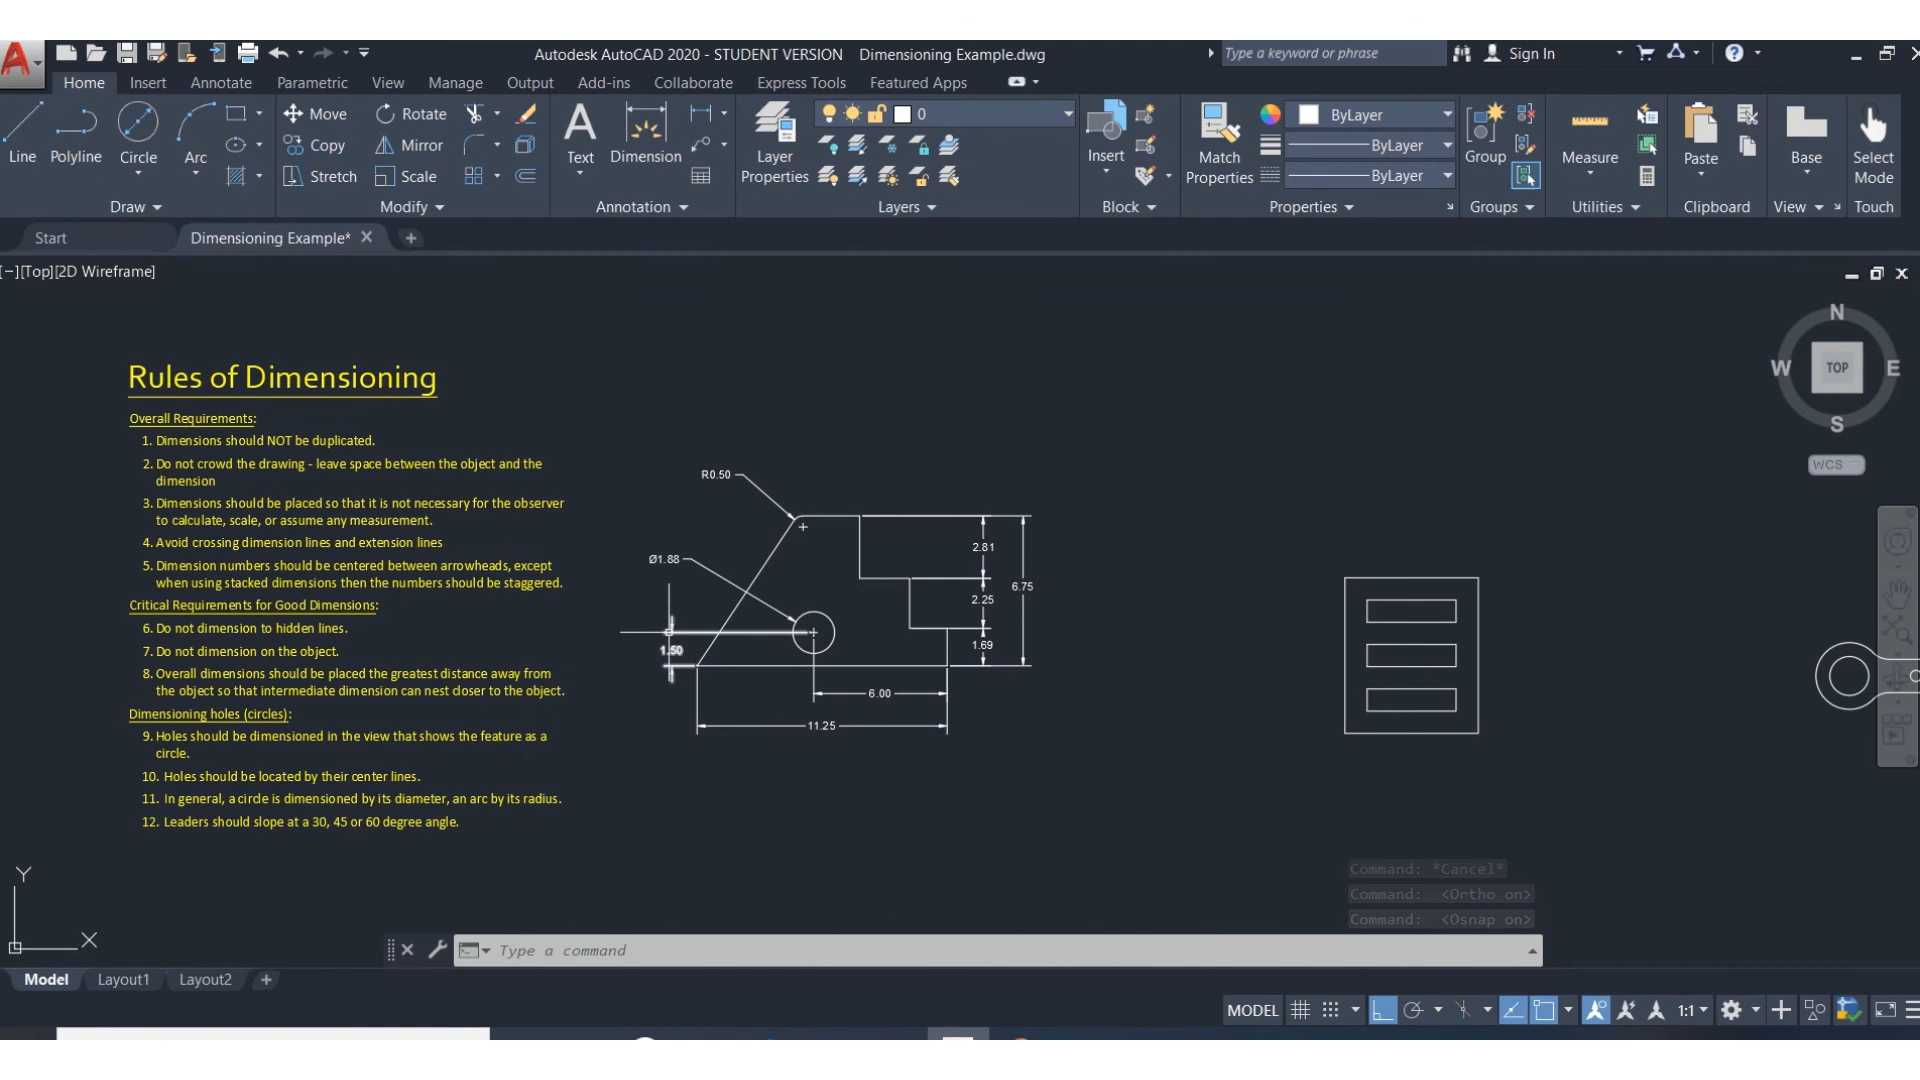 Autodesk AutoCAD 2020 - STUDENT VERSION Dimensioning Example.dwg
Type a keyword or phrase
Sign In
Home Insert Annotate Parametric View Manage Output Add-ins Collaborate Express Tools Featured Apps
Line Polyline Circle Arc
Move Rotate
Copy Mirror
Stretch Scale
Text Dimension
Layer Properties
0
Insert
Match Properties
ByLayer
ByLayer
ByLayer
Group
Measure
Paste
Base
Select Mode
Draw Modify Annotation Layers Block Properties Groups Utilities Clipboard View Touch
Start Dimensioning Example*
[−][Top][2D Wireframe]
N
W TOP E
S
WCS
Rules of Dimensioning
Overall Requirements:
1. Dimensions should NOT be duplicated.
2. Do not crowd the drawing - leave space between the object and the
dimension
3. Dimensions should be placed so that it is not necessary for the observer
to calculate, scale, or assume any measurement.
4. Avoid crossing dimension lines and extension lines
5. Dimension numbers should be centered between arrowheads, except
when using stacked dimensions then the numbers should be staggered.
Critical Requirements for Good Dimensions:
6. Do not dimension to hidden lines.
7. Do not dimension on the object.
8. Overall dimensions should be placed the greatest distance away from
the object so that intermediate dimension can nest closer to the object.
Dimensioning holes (circles):
9. Holes should be dimensioned in the view that shows the feature as a
circle.
10. Holes should be located by their center lines.
11. In general, a circle is dimensioned by its diameter, an arc by its radius.
12. Leaders should slope at a 30, 45 or 60 degree angle.
R0.50
Ø1.88
2.81
6.75
2.25
1.69
1.50
6.00
11.25
Y
X
Command: *Cancel*
Command: <Ortho on>
Command: <Osnap on>
Type a command
Model Layout1 Layout2
MODEL 1:1